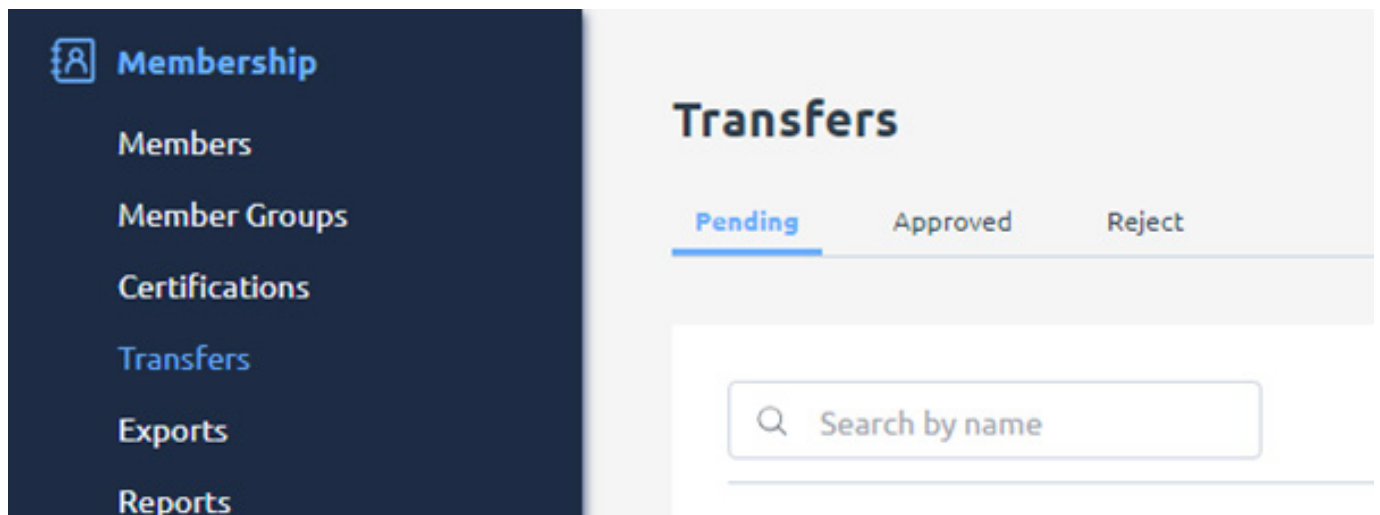 Membership
Members
Member Groups
Certifications
Transfers
Exports
Reports
Transfers
Pending Approved Reject
Search by name